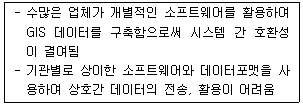 - 수많은 업체가 개별적인 소프트웨어를 활용하여
GIS 데이터를 구축함으로써 시스템 간 호환성
이 결여됨
- 기관별로 상이한 소프트웨어와 데이터포맷을 사
용하여 상호간 데이터의 전송, 활용이 어려움